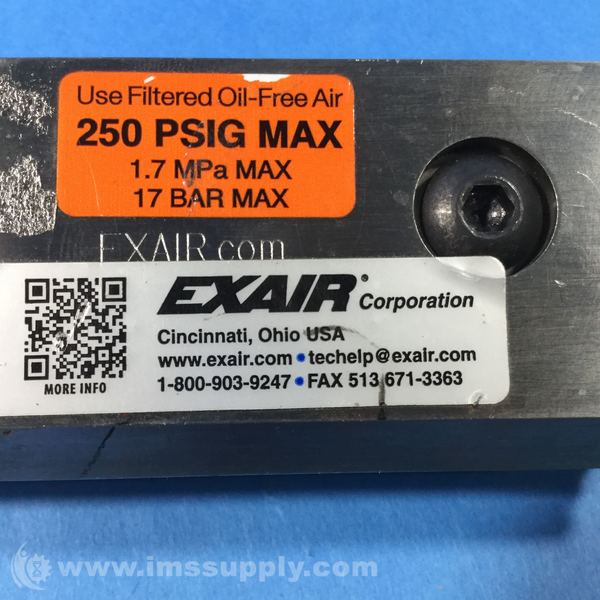 Use Filtered Oil-Free Air
250 PSIG MAX
1.7 MPa MAX
17 BAR MAX
EXAIR.com
EXAIR® Corporation
Cincinnati, Ohio USA
www.exair.com • techelp@exair.com
1-800-903-9247 • FAX 513 671-3363
MORE INFO
www.imssupply.com